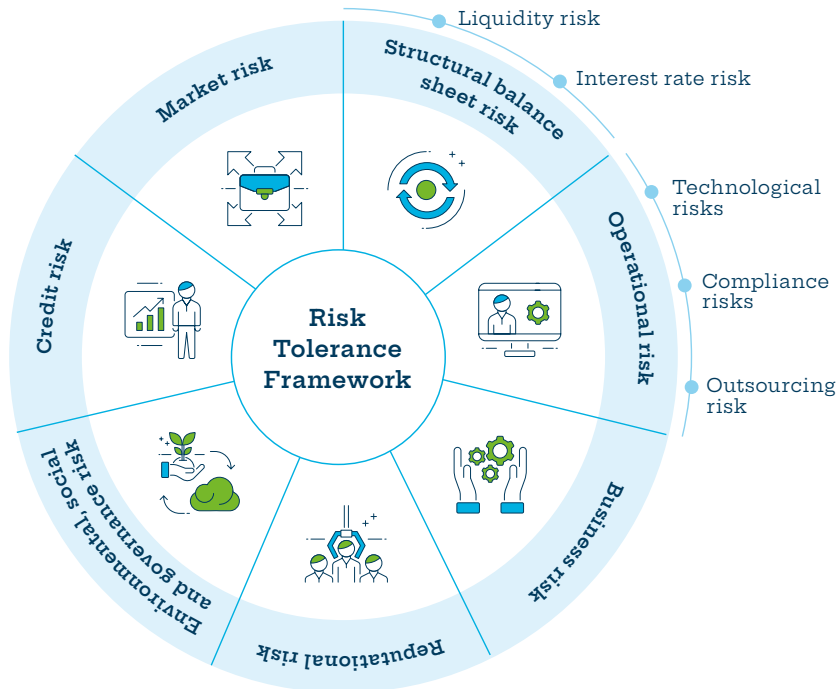 Risk
Tolerance
Framework
Structural balance
sheet risk
Liquidity risk
Interest rate risk
Operational risk
Technological
risks
Compliance
risks
Outsourcing
risk
Business risk
Reputational risk
Environmental, social
and governance risk
Credit risk
Market risk